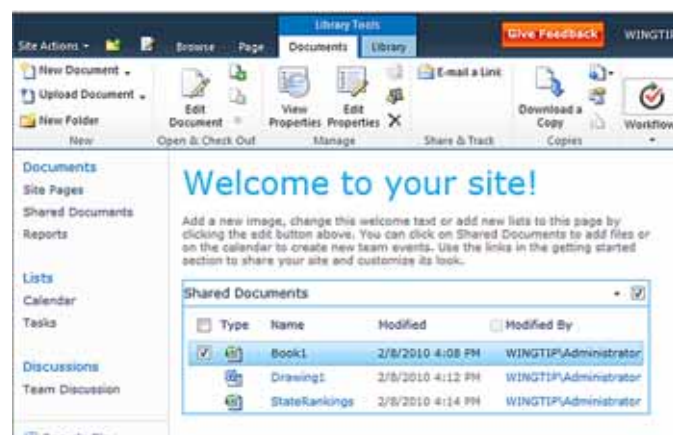 Library Tools
Site Actions Browse Page Documents Library Give Feedback WINGTIP
New Document
Upload Document
New Folder
Edit Document
View Properties
Edit Properties
E-mail a Link
Download a Copy
Workflow
New Open & Check Out Manage Share & Track Copies
Documents
Site Pages
Shared Documents
Reports
Lists
Calendar
Tasks
Discussions
Team Discussion
Welcome to your site!
Add a new image, change this welcome text or add new lists to this page by
clicking the edit button above. You can click on Shared Documents to add files or
on the calendar to create new team events. Use the links in the getting started
section to share your site and customize its look.
Shared Documents
Type Name Modified Modified By
Book1 2/8/2010 4:08 PM WINGTIP\Administrator
Drawing1 2/8/2010 4:12 PM WINGTIP\Administrator
StateRankings 2/8/2010 4:14 PM WINGTIP\Administrator